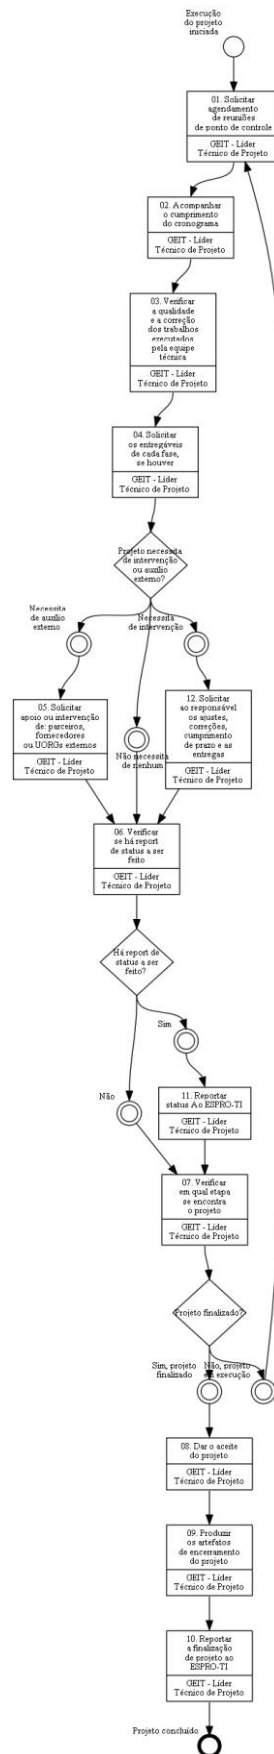 Execução
do projeto
iniciada
01. Solicitar
agendamento
de reuniões
de ponto de controle
GEIT - Líder
Técnico de Projeto
02. Acompanhar
o cumprimento
do cronograma
GEIT - Líder
Técnico de Projeto
03. Verificar
a qualidade
e a correção
dos trabalhos
executados
pela equipe
técnica
GEIT - Líder
Técnico de Projeto
04. Solicitar
os entregáveis
de cada fase,
se houver
GEIT - Líder
Técnico de Projeto
Projeto necessita
de intervenção
ou auxílio
externo?
Necessita
de auxílio
externo
Necessita
de intervenção
Não necessita
de nenhum
05. Solicitar
apoio ou intervenção
de: parceiros,
fornecedores
ou UORGs externos
GEIT - Líder
Técnico de Projeto
12. Solicitar
ao responsável
os ajustes,
correções,
cumprimento
de prazo e as
entregas
GEIT - Líder
Técnico de Projeto
06. Verificar
se há report
de status a ser
feito
GEIT - Líder
Técnico de Projeto
Há report de
status a ser
feito?
Sim
Não
11. Reportar
status Ao ESPRO-TI
GEIT - Líder
Técnico de Projeto
07. Verificar
em qual etapa
se encontra
o projeto
GEIT - Líder
Técnico de Projeto
Projeto finalizado?
Sim, projeto
finalizado
Não, projeto
em execução
08. Dar o aceite
do projeto
GEIT - Líder
Técnico de Projeto
09. Produzir
os artefatos
de encerramento
do projeto
GEIT - Líder
Técnico de Projeto
10. Reportar
a finalização
de projeto ao
ESPRO-TI
GEIT - Líder
Técnico de Projeto
Projeto concluído